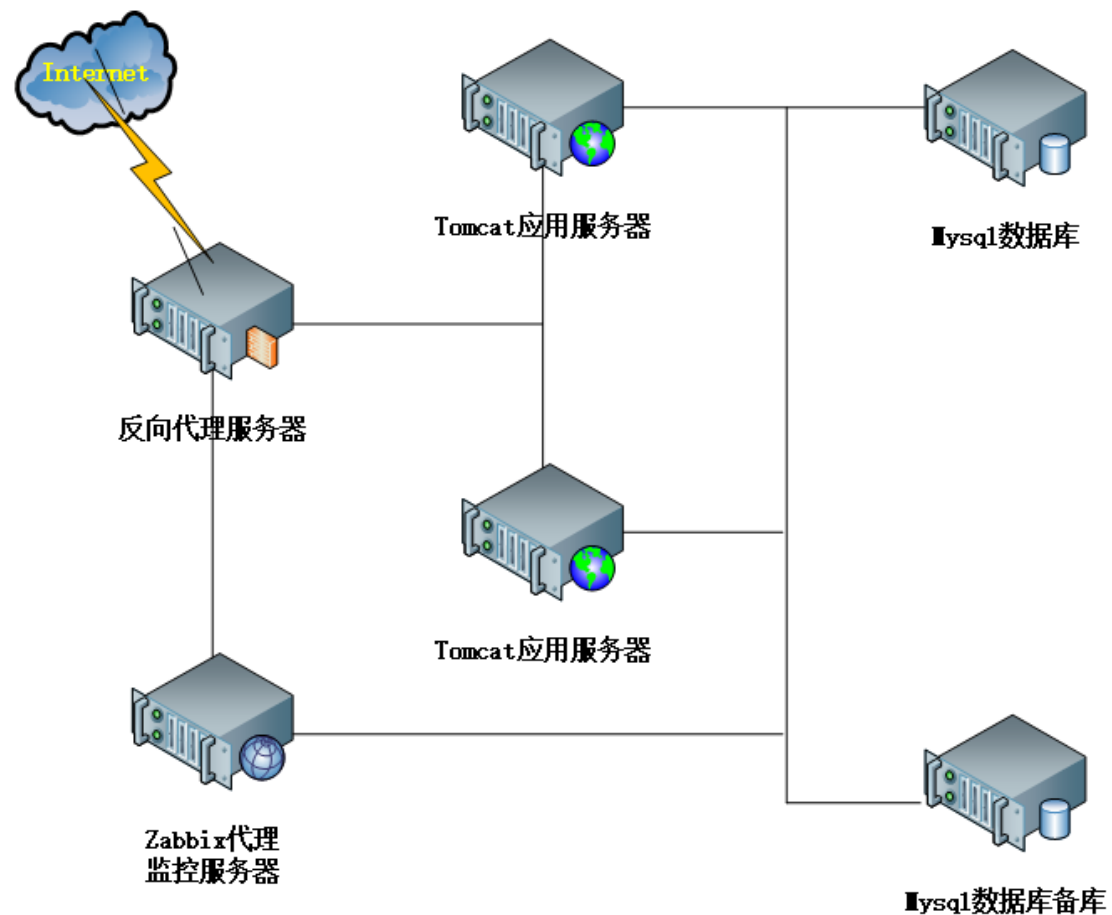 Internet
Tomcat应用服务器
Mysql数据库
反向代理服务器
Tomcat应用服务器
Zabbix代理
监控服务器
Mysql数据库备库